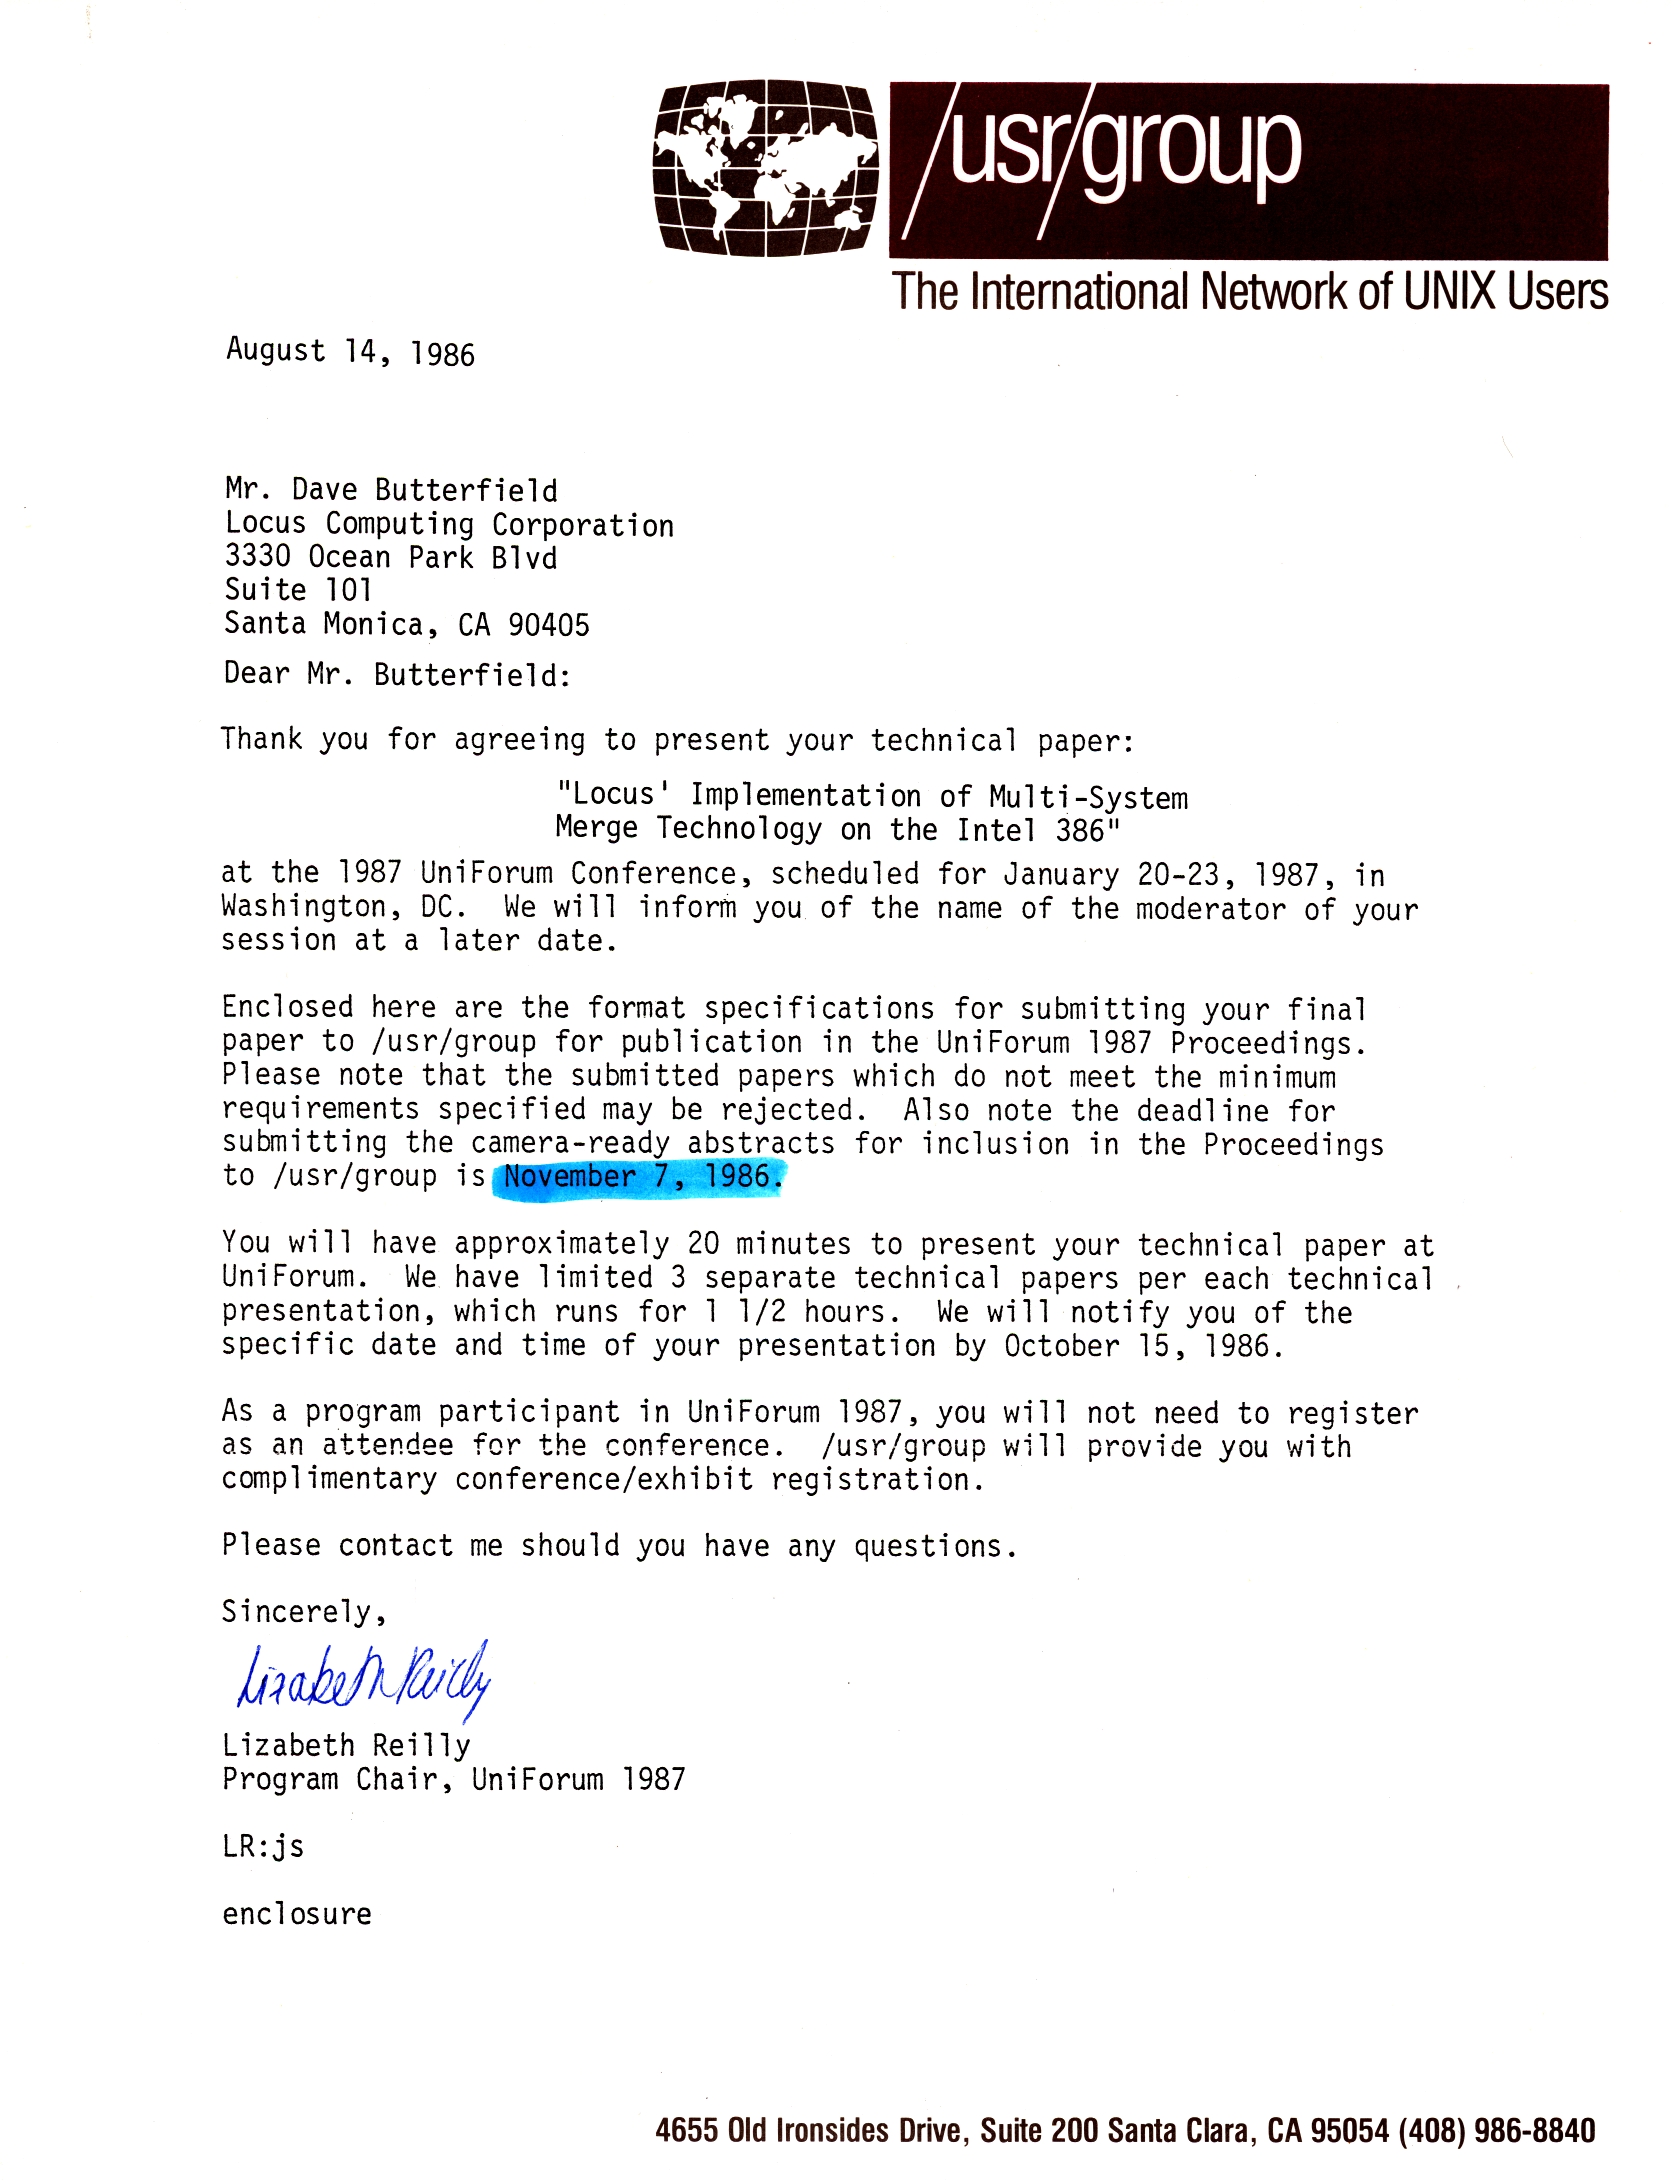 /usr/group
The International Network of UNIX Users
August 14, 1986
Mr. Dave Butterfield
Locus Computing Corporation
3330 Ocean Park Blvd
Suite 101
Santa Monica, CA 90405
Dear Mr. Butterfield:
Thank you for agreeing to present your technical paper:
"Locus' Implementation of Multi-System
Merge Technology on the Intel 386"
at the 1987 UniForum Conference, scheduled for January 20-23, 1987, in
Washington, DC.  We will inform you of the name of the moderator of your
session at a later date.
Enclosed here are the format specifications for submitting your final
paper to /usr/group for publication in the UniForum 1987 Proceedings.
Please note that the submitted papers which do not meet the minimum
requirements specified may be rejected.  Also note the deadline for
submitting the camera-ready abstracts for inclusion in the Proceedings
to /usr/group is November 7, 1986.
You will have approximately 20 minutes to present your technical paper at
UniForum.  We have limited 3 separate technical papers per each technical
presentation, which runs for 1 1/2 hours.  We will notify you of the
specific date and time of your presentation by October 15, 1986.
As a program participant in UniForum 1987, you will not need to register
as an attendee for the conference.  /usr/group will provide you with
complimentary conference/exhibit registration.
Please contact me should you have any questions.
Sincerely,
Lizabeth Reilly
Lizabeth Reilly
Program Chair, UniForum 1987
LR:js
enclosure
4655 Old Ironsides Drive, Suite 200 Santa Clara, CA 95054 (408) 986-8840